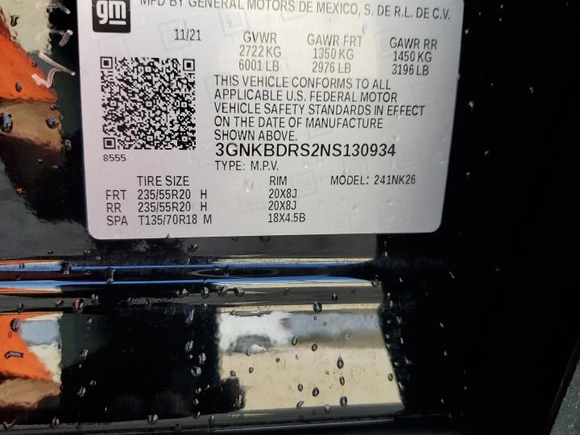 gm MFD BY GENERAL MOTORS DE MEXICO, S. DE R.L. DE C.V.
11/21 GVWR GAWR FRT GAWR RR
2722 KG 1350 KG 1450 KG
6001 LB 2976 LB 3196 LB
THIS VEHICLE CONFORMS TO ALL
APPLICABLE U.S. FEDERAL MOTOR
VEHICLE SAFETY STANDARDS IN EFFECT
ON THE DATE OF MANUFACTURE
SHOWN ABOVE.
8555 3GNKBDRS2NS130934
TYPE: M.P.V.
TIRE SIZE RIM MODEL: 241NK26
FRT 235/55R20 H 20X8J
RR 235/55R20 H 20X8J
SPA T135/70R18 M 18X4.5B